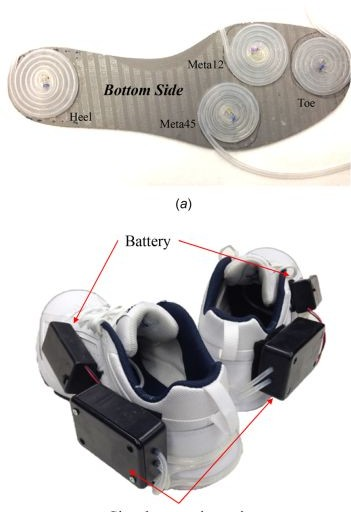 Meta12
Bottom Side
Toe
Heel
Meta45
(a)
Battery